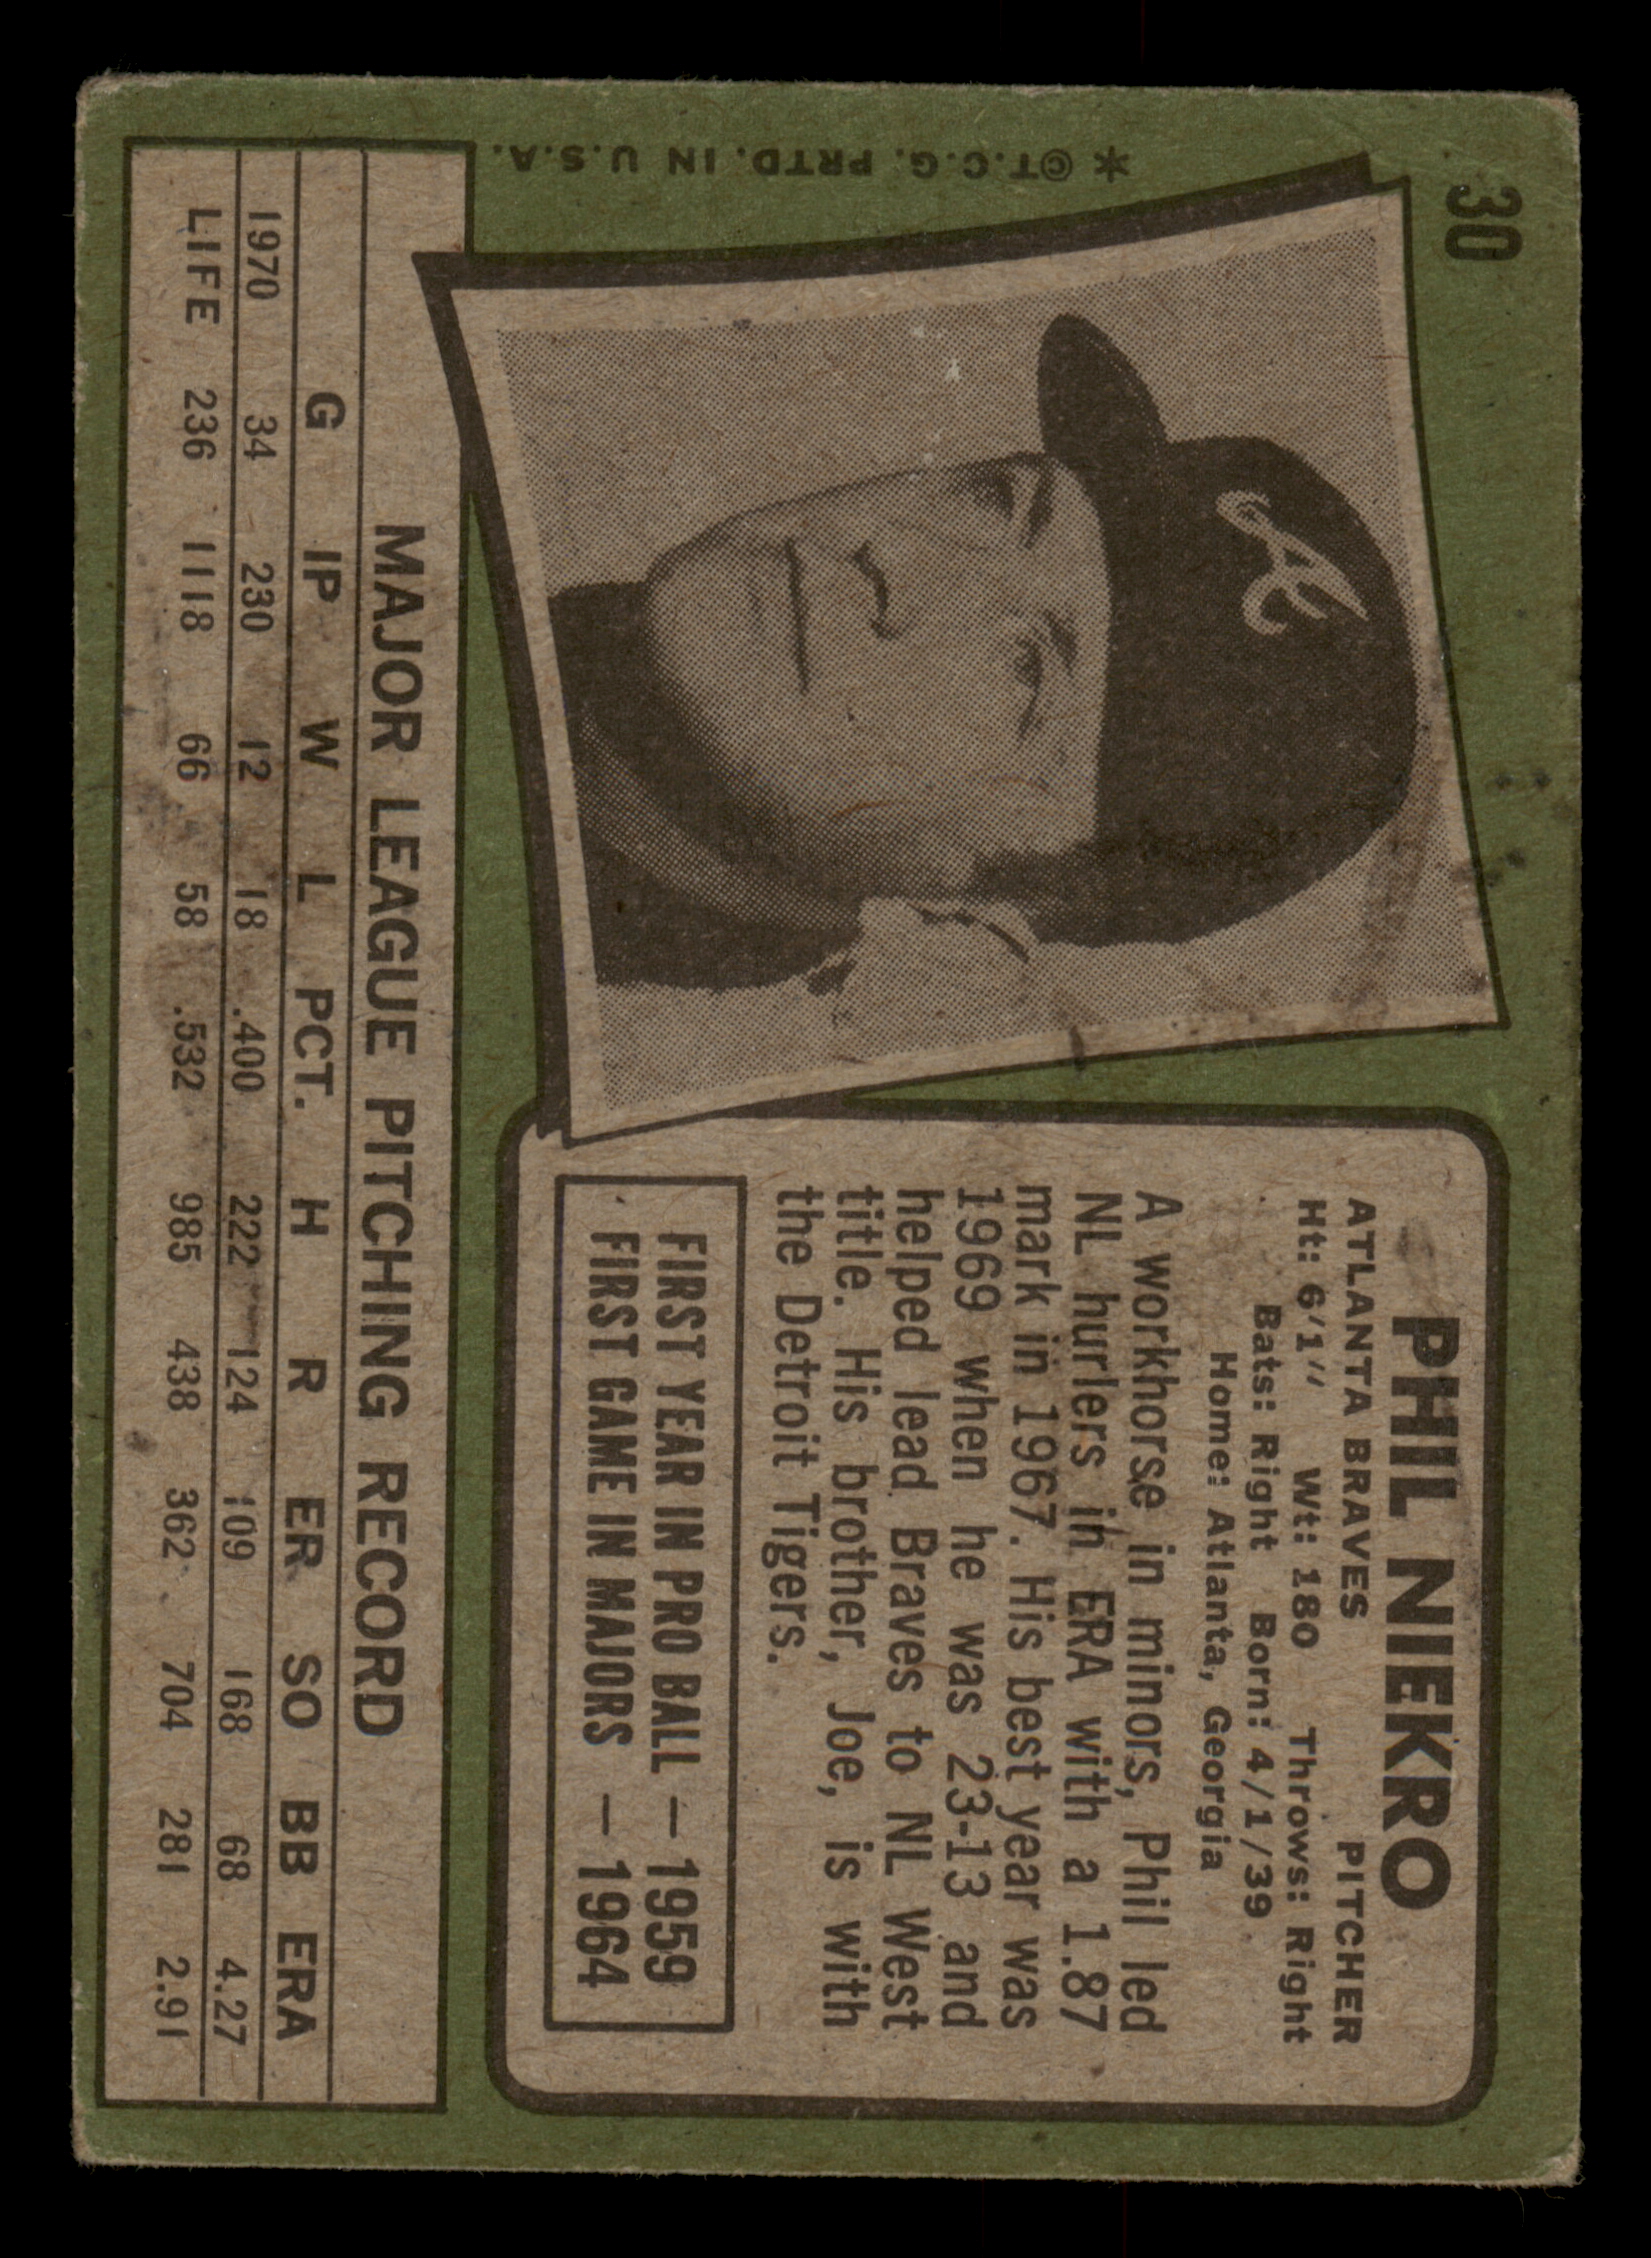 30
* ©T.C.G. PRTD. IN U.S.A.
A
PHIL NIEKRO
ATLANTA BRAVES PITCHER
Ht: 6'1" Wt: 180 Throws: Right
Bats: Right Born: 4/1/39
Home: Atlanta, Georgia
A workhorse in minors, Phil led
NL hurlers in ERA with a 1.87
mark in 1967. His best year was
1969 when he was 23-13 and
helped lead Braves to NL West
title. His brother, Joe, is with
the Detroit Tigers.
FIRST YEAR IN PRO BALL — 1959
FIRST GAME IN MAJORS — 1964
MAJOR LEAGUE PITCHING RECORD
G IP W L PCT. H R ER SO BB ERA
1970 34 230 12 18 .400 222 124 109 168 68 4.27
LIFE 236 1118 66 58 .532 985 438 362 704 281 2.91